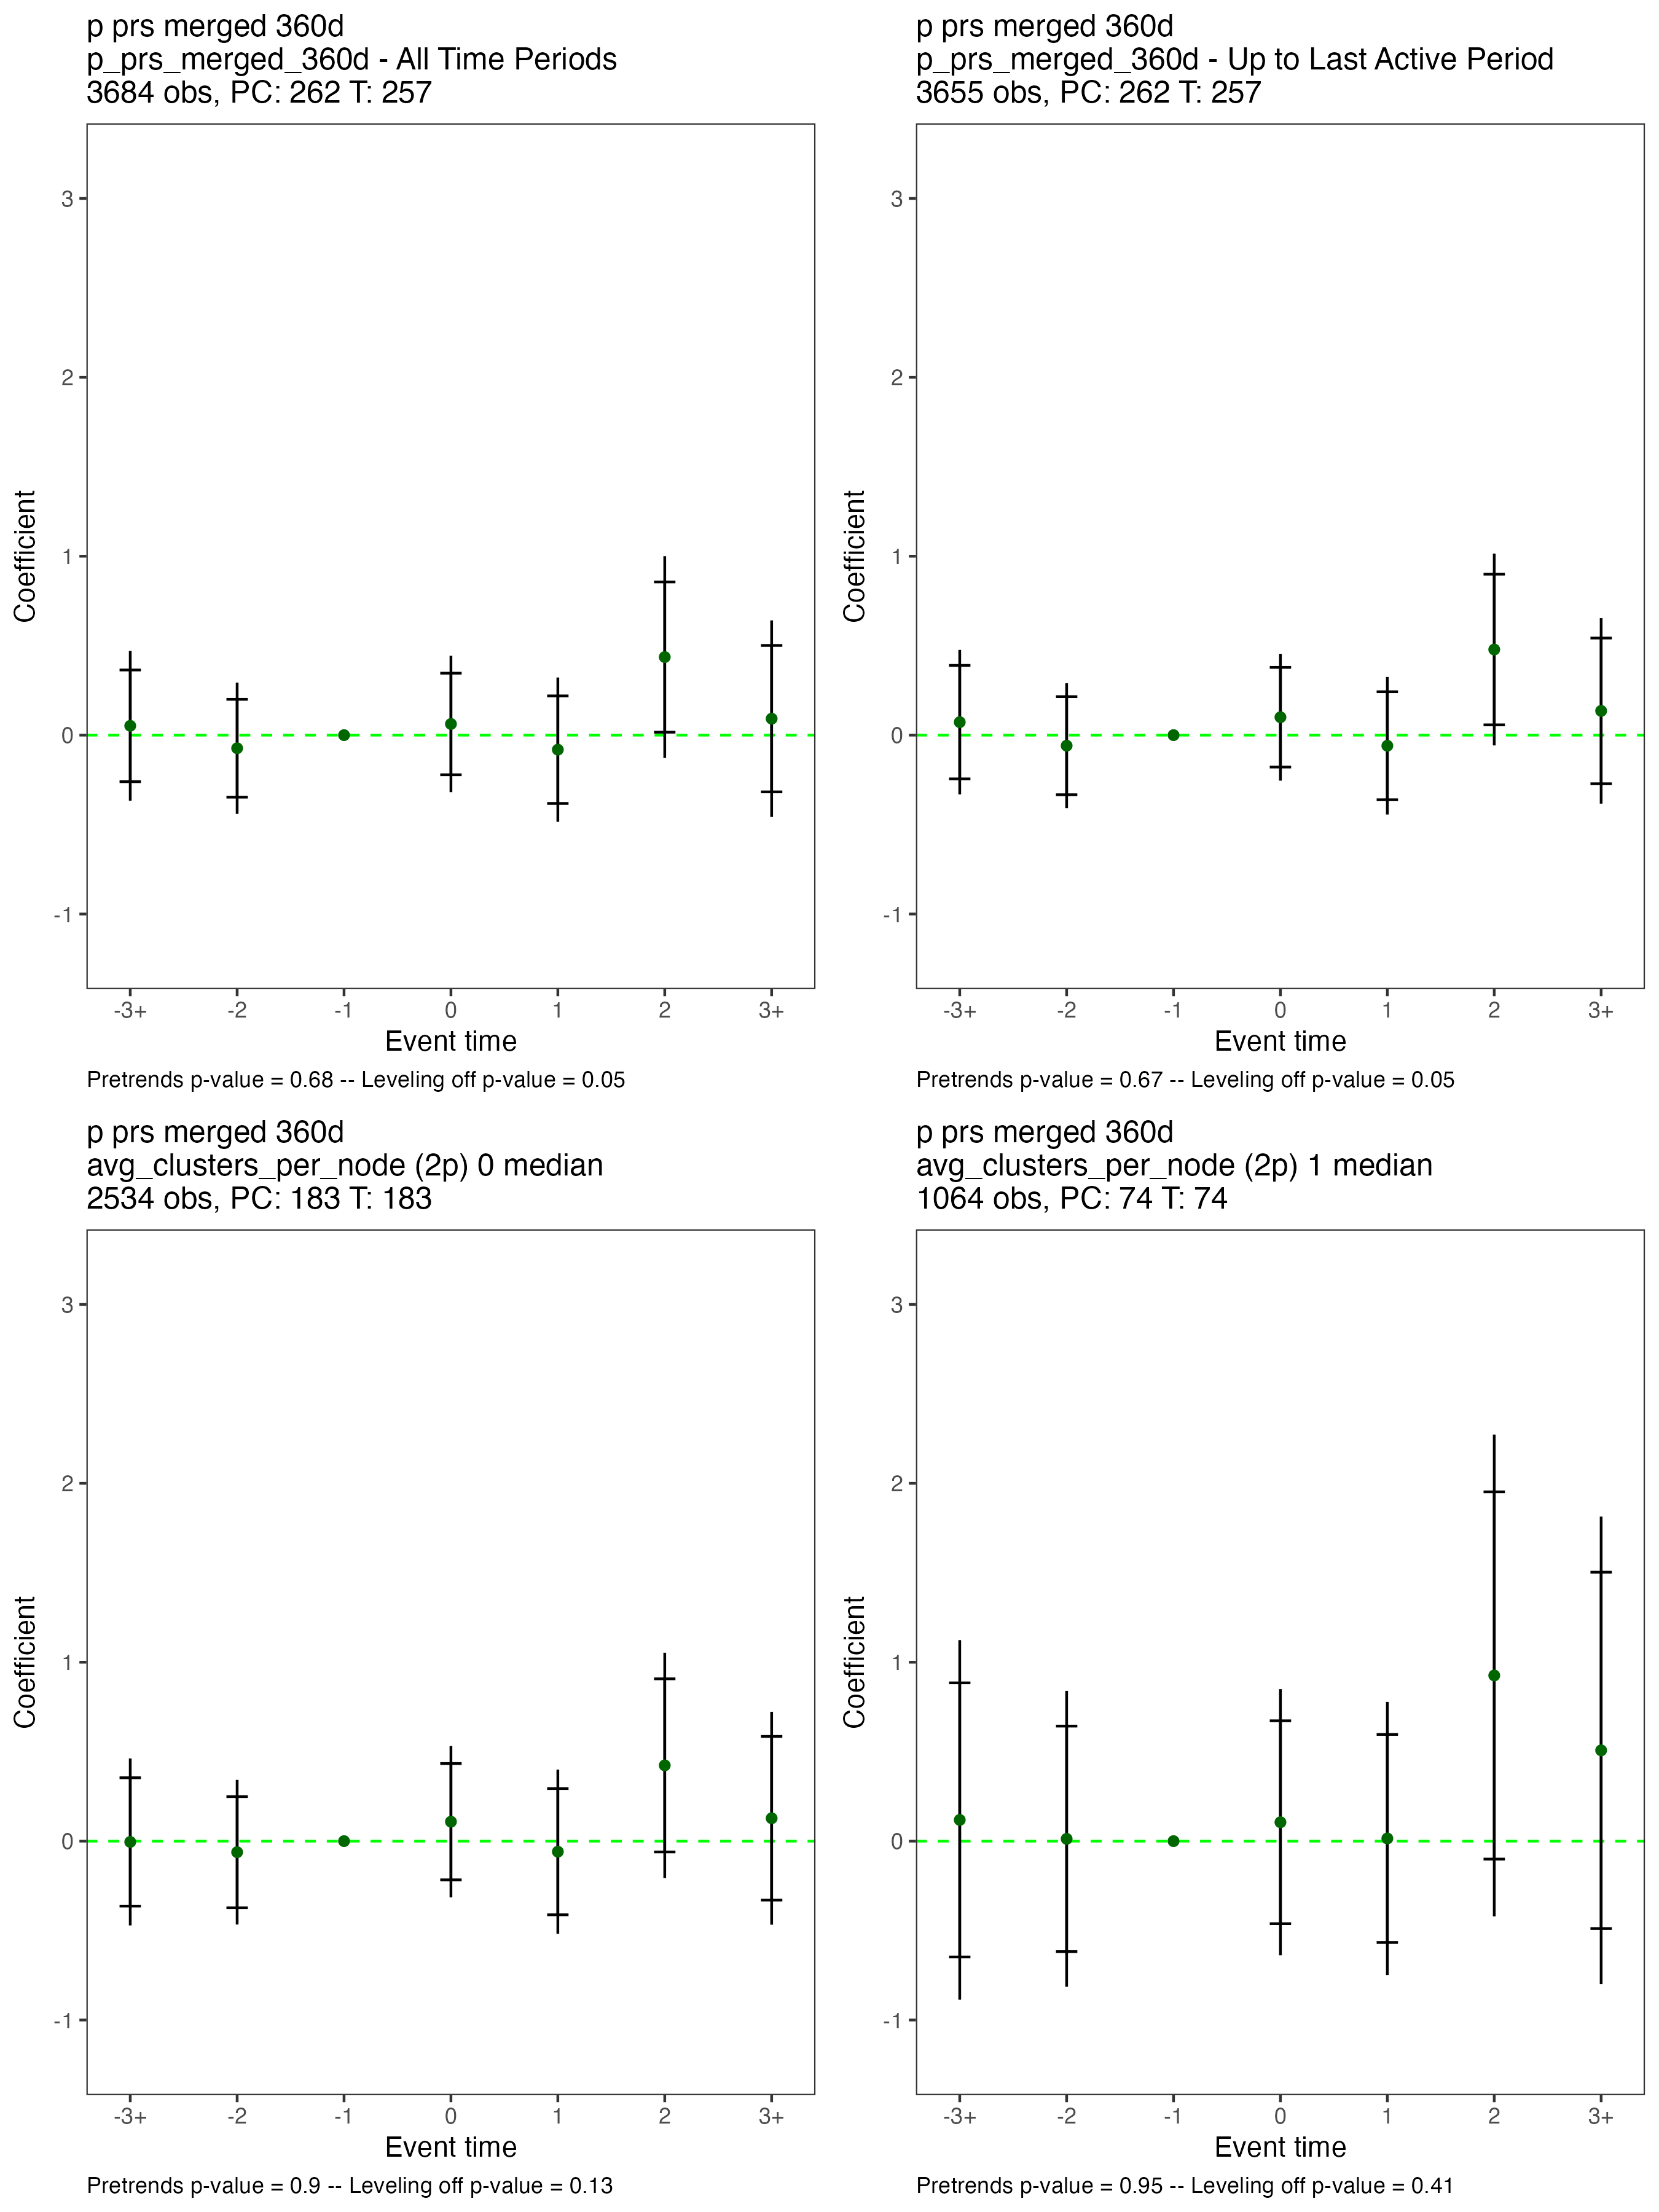 p prs merged 360d
p_prs_merged_360d - All Time Periods
3684 obs, PC: 262 T: 257
3
2
1
0
-1
Coefficient
-3+ -2 -1 0 1 2 3+
Event time
Pretrends p-value = 0.68 -- Leveling off p-value = 0.05
p prs merged 360d
p_prs_merged_360d - Up to Last Active Period
3655 obs, PC: 262 T: 257
3
2
1
0
-1
Coefficient
-3+ -2 -1 0 1 2 3+
Event time
Pretrends p-value = 0.67 -- Leveling off p-value = 0.05
p prs merged 360d
avg_clusters_per_node (2p) 0 median
2534 obs, PC: 183 T: 183
3
2
1
0
-1
Coefficient
-3+ -2 -1 0 1 2 3+
Event time
Pretrends p-value = 0.9 -- Leveling off p-value = 0.13
p prs merged 360d
avg_clusters_per_node (2p) 1 median
1064 obs, PC: 74 T: 74
3
2
1
0
-1
Coefficient
-3+ -2 -1 0 1 2 3+
Event time
Pretrends p-value = 0.95 -- Leveling off p-value = 0.41